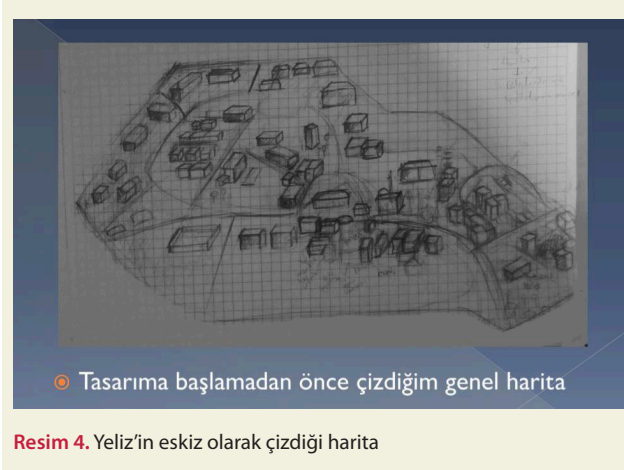 Tasarıma başlamadan önce çizdiğim genel harita
Resim 4. Yeliz’in eskiz olarak çizdiği harita